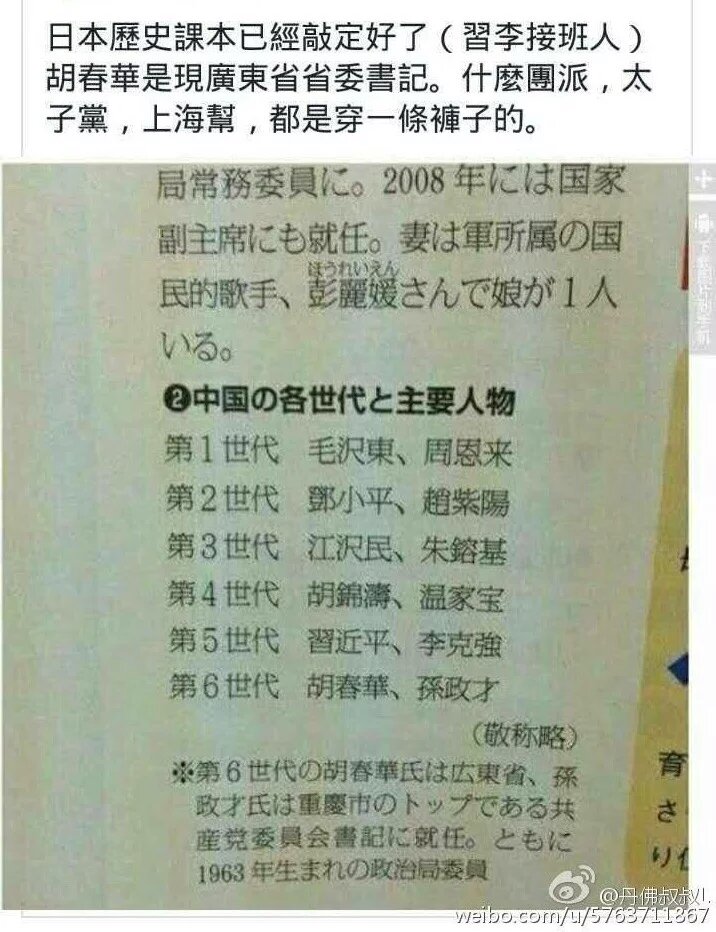 日本歷史課本已經敲定好了（習李接班人）
胡春華是現廣東省省委書記。什麼團派，太
子黨，上海幫，都是穿一條褲子的。
局常務委員に。2008年には国家
副主席にも就任。妻は軍所属の国
ほうれいえん
民的歌手、彭麗媛さんで娘が1人
いる。
❷中国の各世代と主要人物
第1世代　毛沢東、周恩来
第2世代　鄧小平、趙紫陽
第3世代　江沢民、朱鎔基
第4世代　胡錦濤、温家宝
第5世代　習近平、李克強
第6世代　胡春華、孫政才
（敬称略）
※第6世代の胡春華氏は広東省、孫
政才氏は重慶市のトップである共
産党委員会書記に就任。ともに
1963年生まれの政治局委員
育
さ
り
@丹佛叔叔
weibo.com/u/5763711867